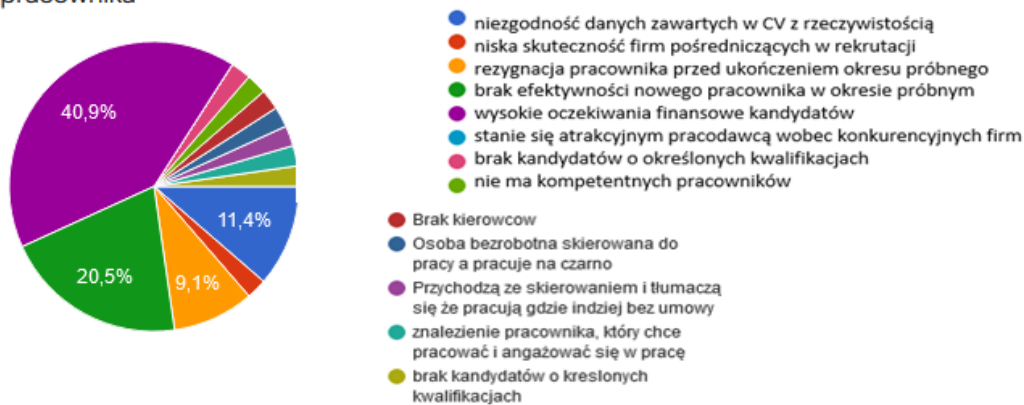 pracownika
40,9%
20,5%
9,1%
11,4%
niezgodność danych zawartych w CV z rzeczywistością
niska skuteczność firm pośredniczących w rekrutacji
rezygnacja pracownika przed ukończeniem okresu próbnego
brak efektywności nowego pracownika w okresie próbnym
wysokie oczekiwania finansowe kandydatów
stanie się atrakcyjnym pracodawcą wobec konkurencyjnych firm
brak kandydatów o określonych kwalifikacjach
nie ma kompetentnych pracowników
Brak kierowcow
Osoba bezrobotna skierowana do
pracy a pracuje na czarno
Przychodzą ze skierowaniem i tłumaczą
się że pracują gdzie indziej bez umowy
znalezienie pracownika, który chce
pracować i angażować się w pracę
brak kandydatów o kreslonych
kwalifikacjach